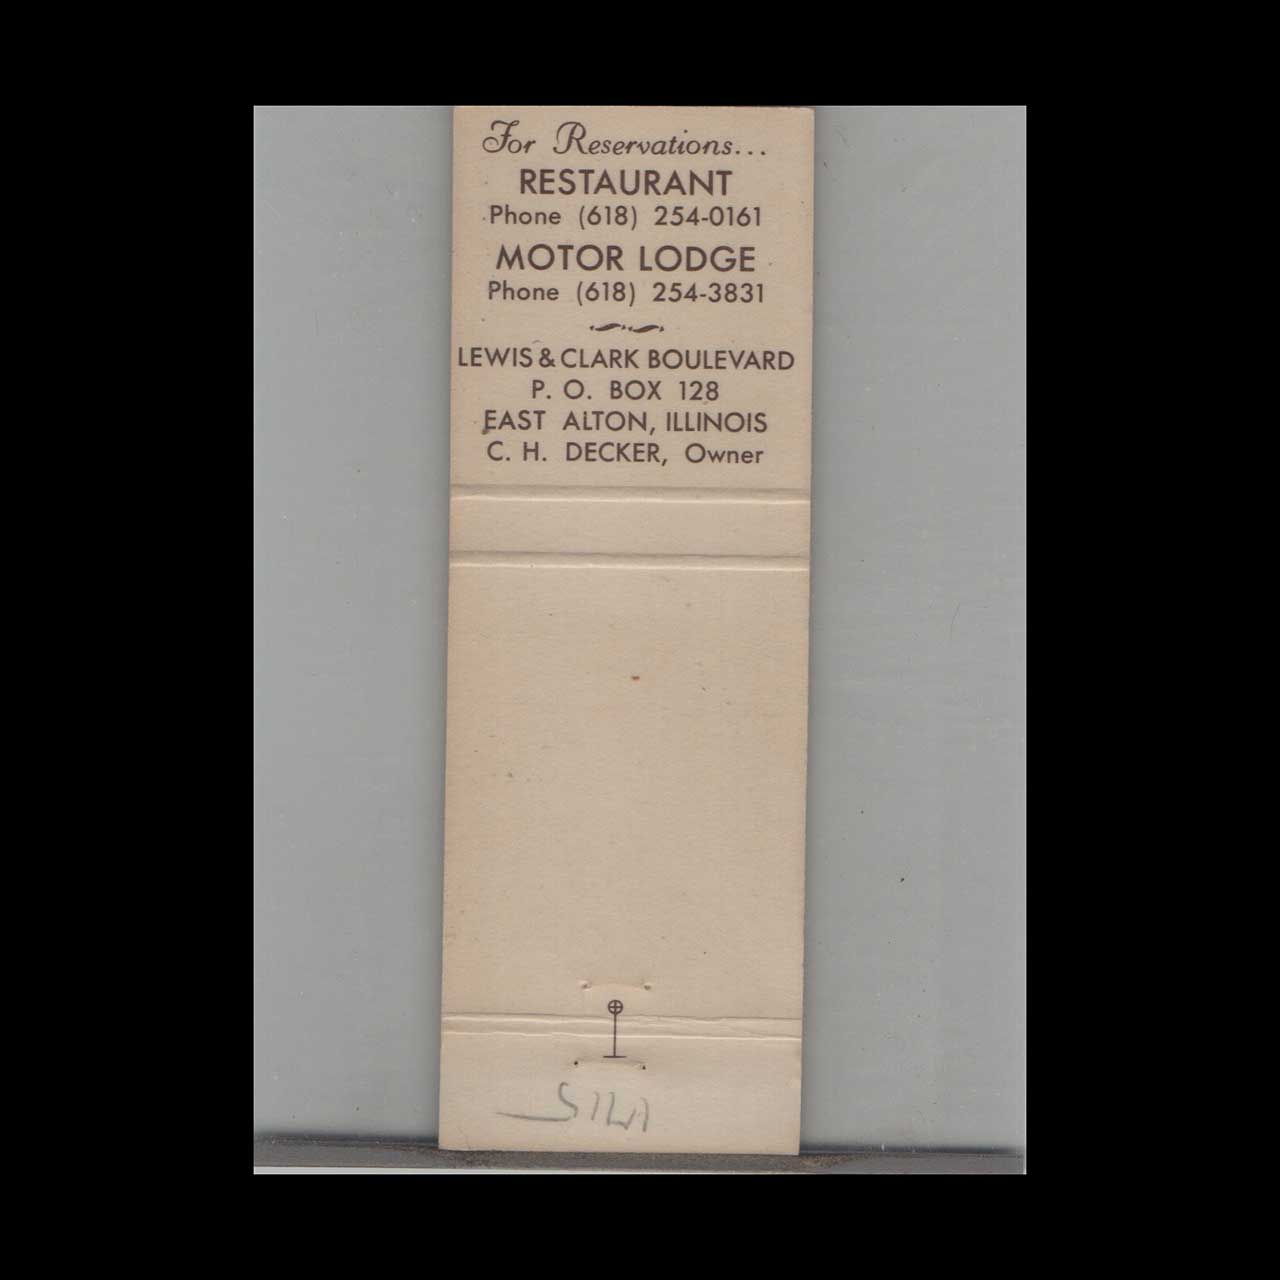 For Reservations...
RESTAURANT
Phone (618) 254-0161
MOTOR LODGE
Phone (618) 254-3831
LEWIS & CLARK BOULEVARD
P. O. BOX 128
EAST ALTON, ILLINOIS
C. H. DECKER, Owner